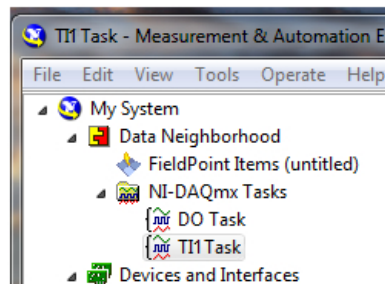 TI1 Task - Measurement & Automation E
File Edit View Tools Operate Help
My System
Data Neighborhood
FieldPoint Items (untitled)
NI-DAQmx Tasks
DO Task
TI1 Task
Devices and Interfaces